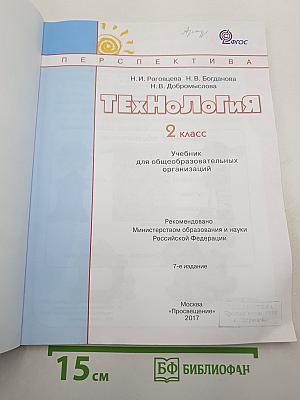 ФГОС
ПЕРСПЕКТИВА
Н. И. Роговцева Н. В. Богданова
Н. В. Добромыслова
ТЕХНОЛОГИЯ
2 класс
Учебник
для общеобразовательных
организаций
Рекомендовано
Министерством образования и науки
Российской Федерации
7-е издание
Москва
«Просвещение»
2017
15 см
БФ БИБЛИОФАН